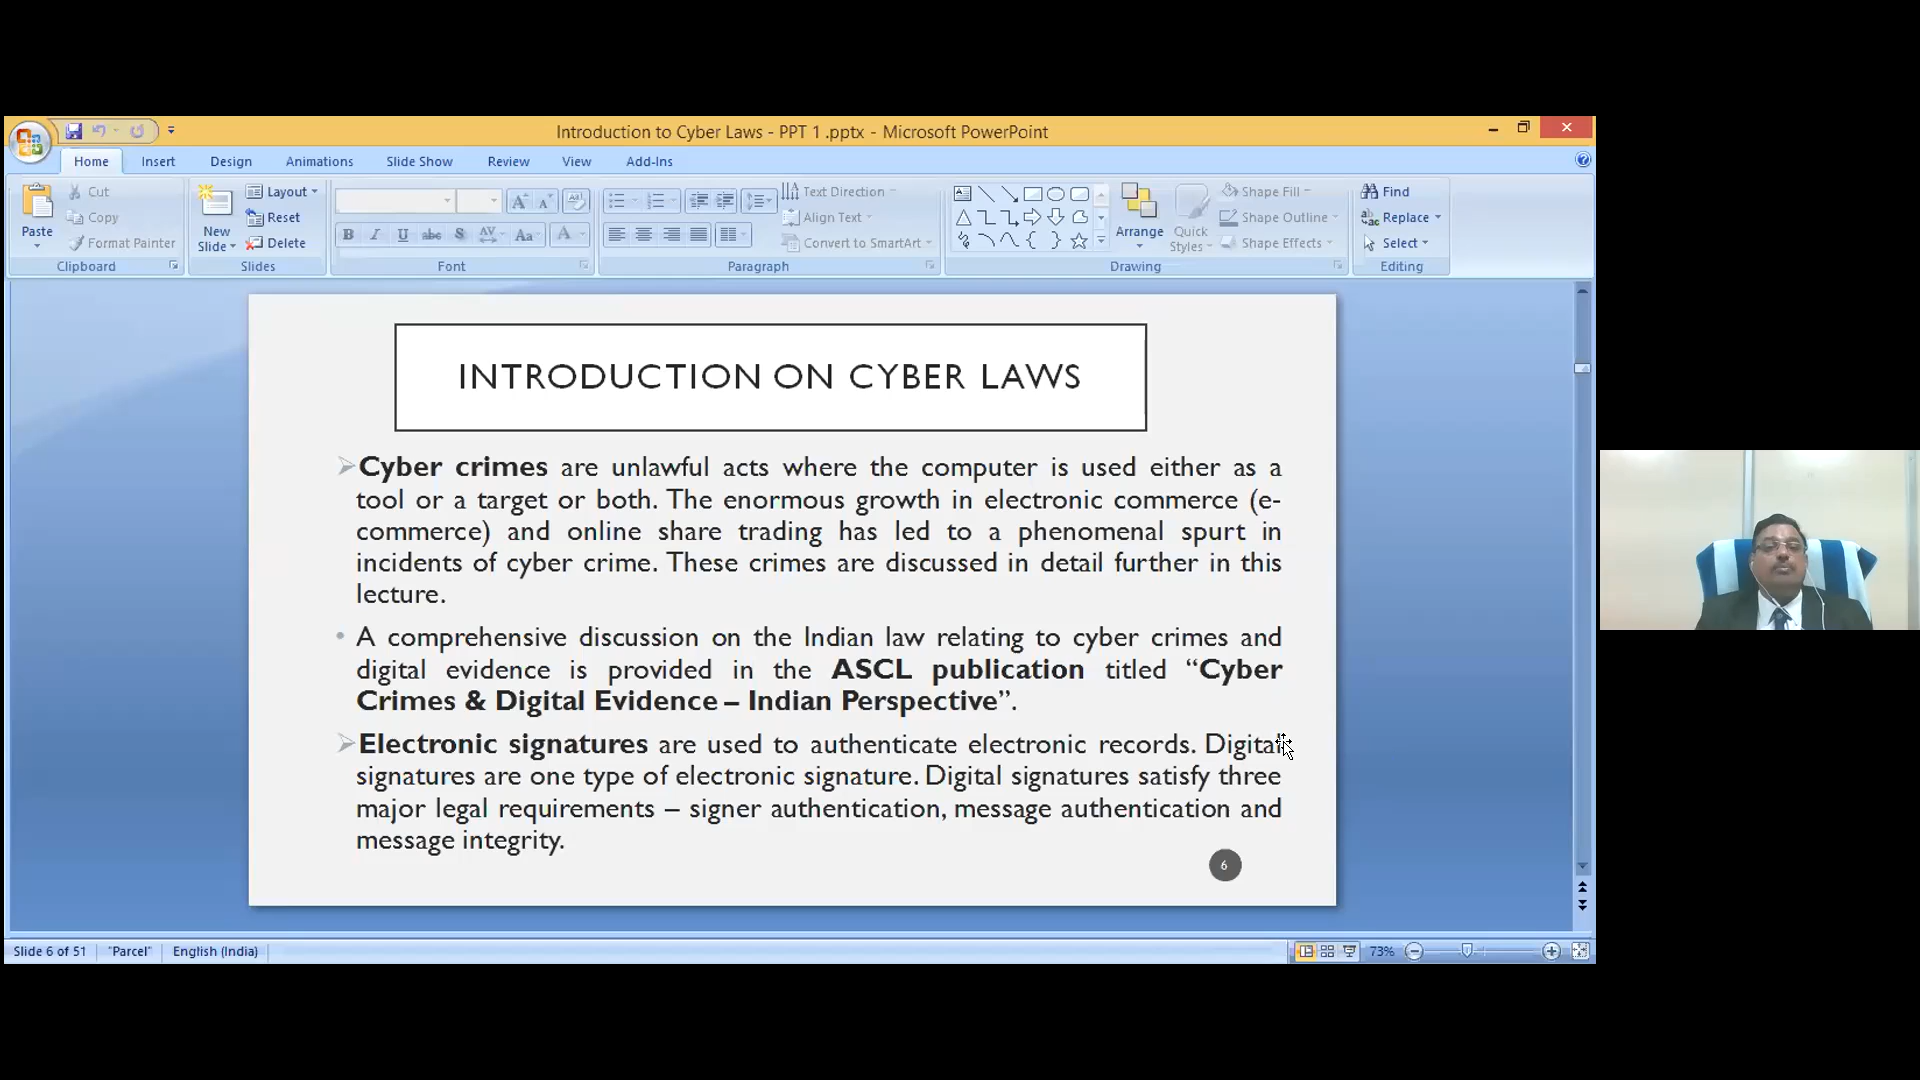 Introduction to Cyber Laws - PPT 1 .pptx - Microsoft PowerPoint
Home Insert Design Animations Slide Show Review View Add-Ins
Paste
Cut
Copy
Format Painter
Clipboard
New Slide
Layout
Reset
Delete
Slides
Font
Text Direction
Align Text
Convert to SmartArt
Paragraph
Arrange
Quick Styles
Shape Fill
Shape Outline
Shape Effects
Drawing
Find
Replace
Select
Editing
INTRODUCTION ON CYBER LAWS
➢Cyber crimes are unlawful acts where the computer is used either as a
tool or a target or both. The enormous growth in electronic commerce (e-
commerce) and online share trading has led to a phenomenal spurt in
incidents of cyber crime. These crimes are discussed in detail further in this
lecture.
• A comprehensive discussion on the Indian law relating to cyber crimes and
digital evidence is provided in the ASCL publication titled “Cyber
Crimes & Digital Evidence – Indian Perspective”.
➢Electronic signatures are used to authenticate electronic records. Digital
signatures are one type of electronic signature. Digital signatures satisfy three
major legal requirements – signer authentication, message authentication and
message integrity.
6
Slide 6 of 51 "Parcel" English (India) 73%